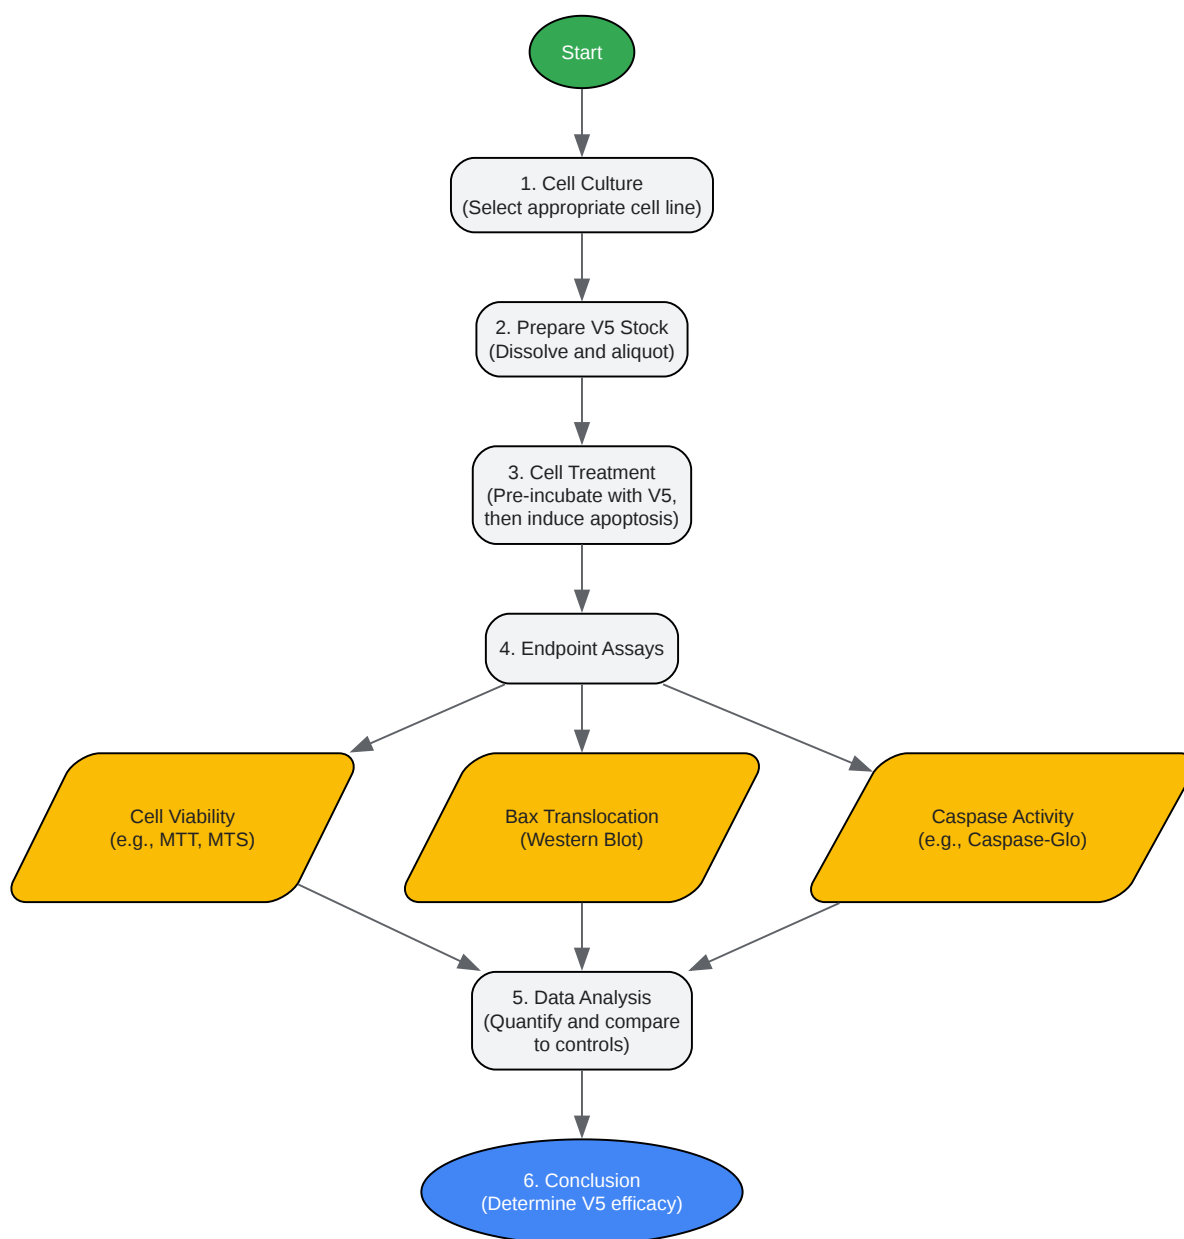 Start
1. Cell Culture
(Select appropriate cell line)
2. Prepare V5 Stock
(Dissolve and aliquot)
3. Cell Treatment
(Pre-incubate with V5,
then induce apoptosis)
4. Endpoint Assays
Cell Viability
(e.g., MTT, MTS)
Bax Translocation
(Western Blot)
Caspase Activity
(e.g., Caspase-Glo)
5. Data Analysis
(Quantify and compare
to controls)
6. Conclusion
(Determine V5 efficacy)